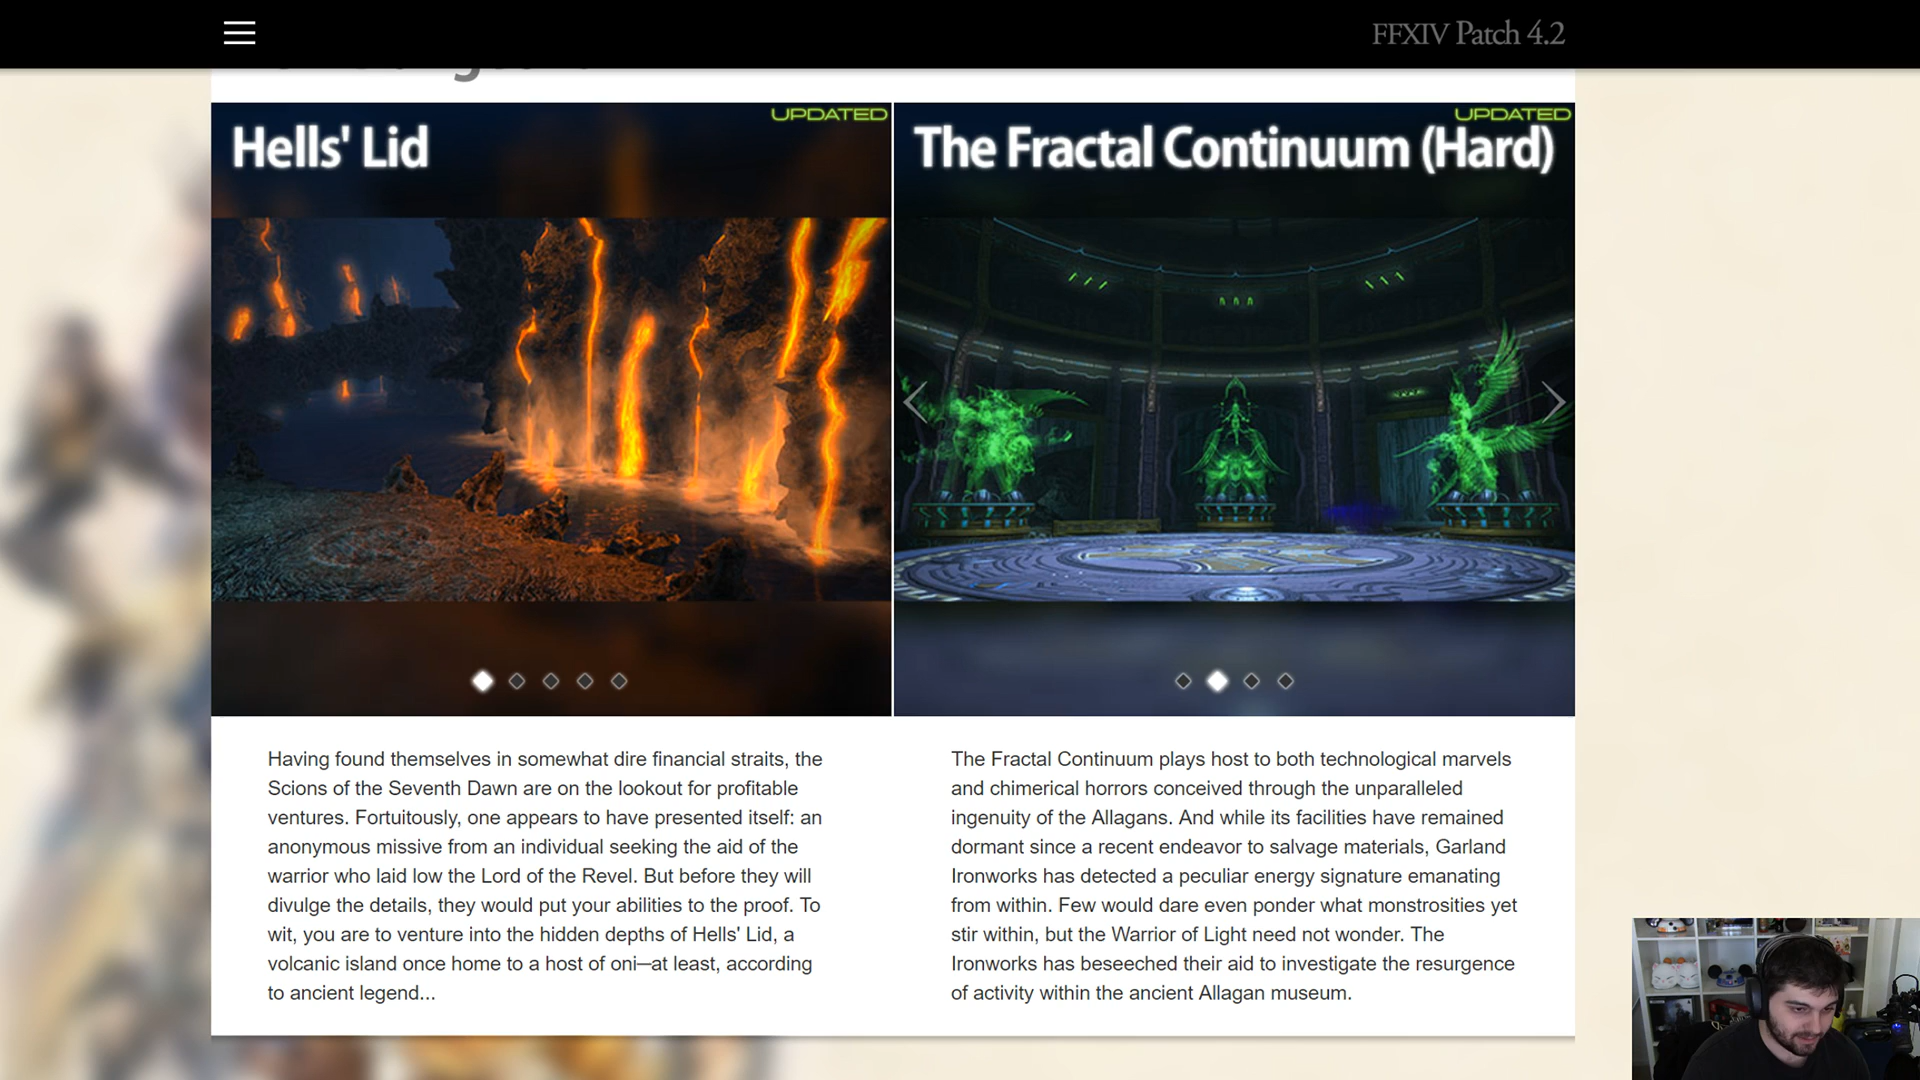 FFXIV Patch 4.2
UPDATED
Hells' Lid
UPDATED
The Fractal Continuum (Hard)
Having found themselves in somewhat dire financial straits, the
Scions of the Seventh Dawn are on the lookout for profitable
ventures. Fortuitously, one appears to have presented itself: an
anonymous missive from an individual seeking the aid of the
warrior who laid low the Lord of the Revel. But before they will
divulge the details, they would put your abilities to the proof. To
wit, you are to venture into the hidden depths of Hells' Lid, a
volcanic island once home to a host of oni—at least, according
to ancient legend...
The Fractal Continuum plays host to both technological marvels
and chimerical horrors conceived through the unparalleled
ingenuity of the Allagans. And while its facilities have remained
dormant since a recent endeavor to salvage materials, Garland
Ironworks has detected a peculiar energy signature emanating
from within. Few would dare even ponder what monstrosities yet
stir within, but the Warrior of Light need not wonder. The
Ironworks has beseeched their aid to investigate the resurgence
of activity within the ancient Allagan museum.